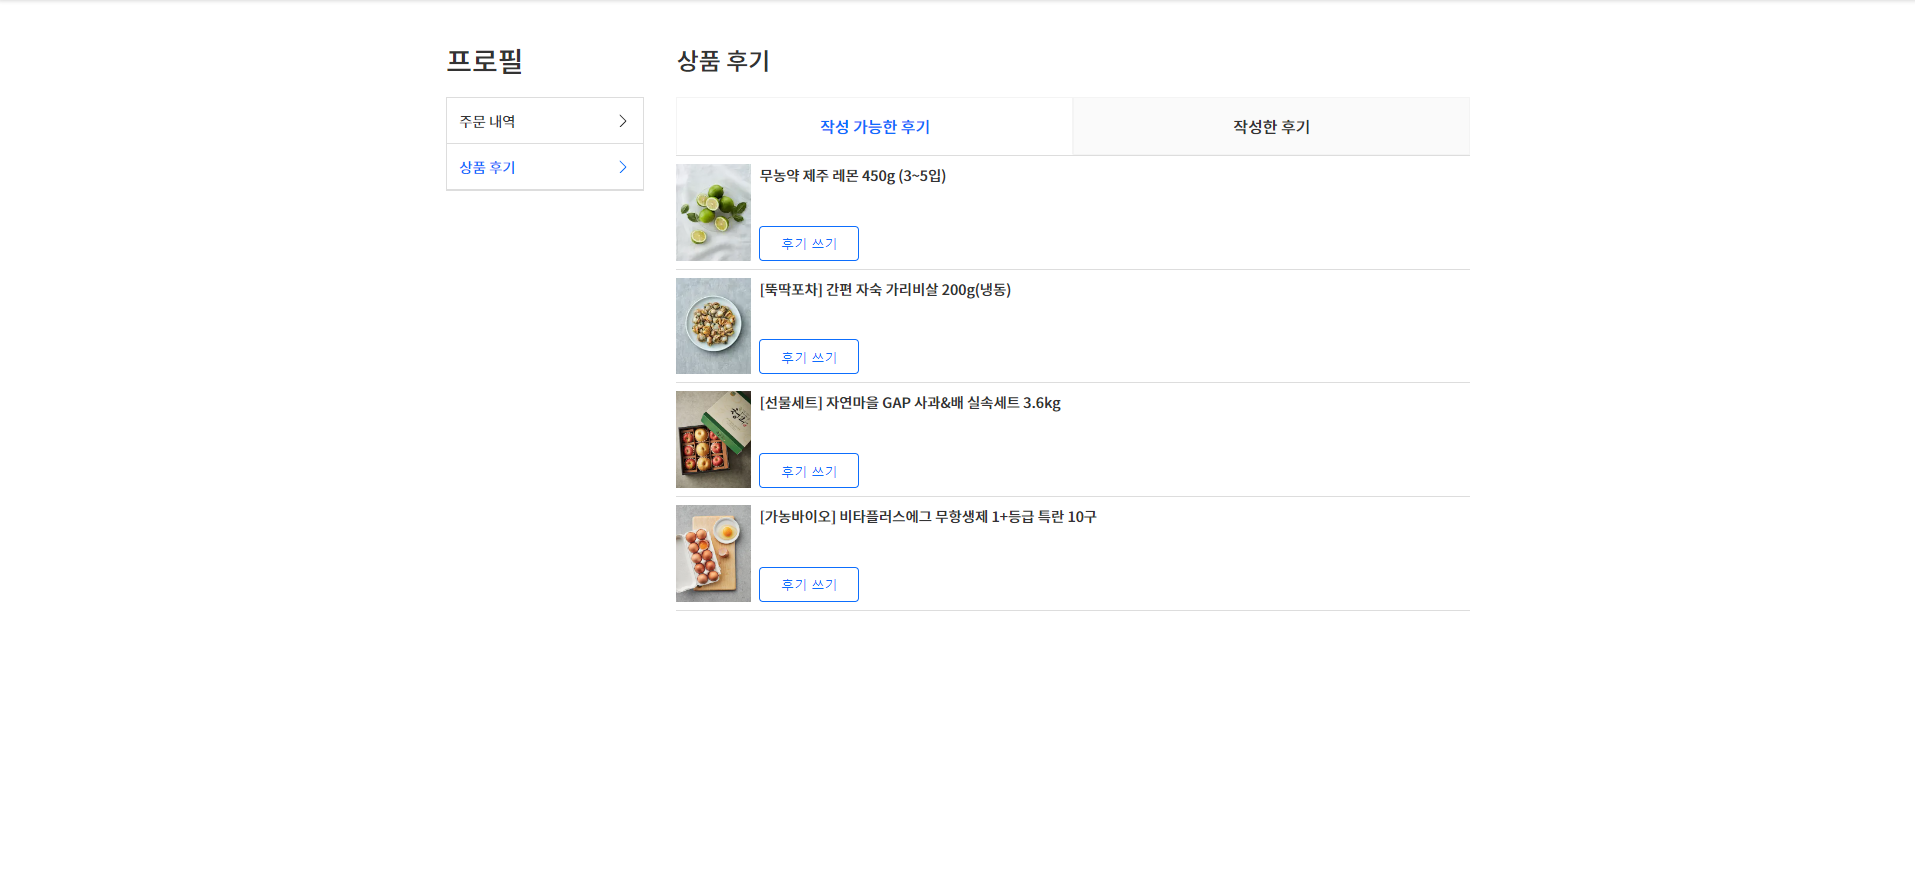 프로필
주문 내역
상품 후기
상품 후기
작성 가능한 후기
작성한 후기
무농약 제주 레몬 450g (3~5입)
후기 쓰기
[뚝딱포차] 간편 자숙 가리비살 200g(냉동)
후기 쓰기
[선물세트] 자연마을 GAP 사과&배 실속세트 3.6kg
후기 쓰기
[가농바이오] 비타플러스에그 무항생제 1+등급 특란 10구
후기 쓰기